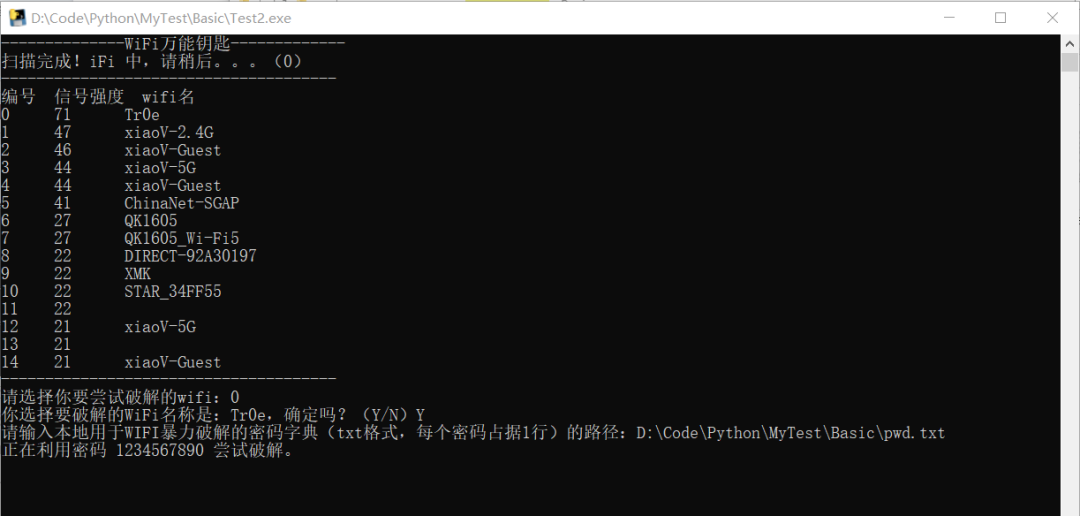 D:\Code\Python\MyTest\Basic\Test2.exe
--------------WiFi万能钥匙-------------
扫描完成！iFi 中，请稍后。。。（0）
--------------------------------------
编号 信号强度 wifi名
0 71 Tr0e
1 47 xiaoV-2.4G
2 46 xiaoV-Guest
3 44 xiaoV-5G
4 44 xiaoV-Guest
5 41 ChinaNet-SGAP
6 27 QK1605
7 27 QK1605_Wi-Fi5
8 22 DIRECT-92A30197
9 22 XMK
10 22 STAR_34FF55
11 22
12 21 xiaoV-5G
13 21
14 21 xiaoV-Guest
--------------------------------------
请选择你要尝试破解的wifi：0
你选择要破解的WiFi名称是：Tr0e，确定吗？（Y/N）Y
请输入本地用于WIFI暴力破解的密码字典（txt格式，每个密码占据1行）的路径：D:\Code\Python\MyTest\Basic\pwd.txt
正在利用密码 1234567890 尝试破解。